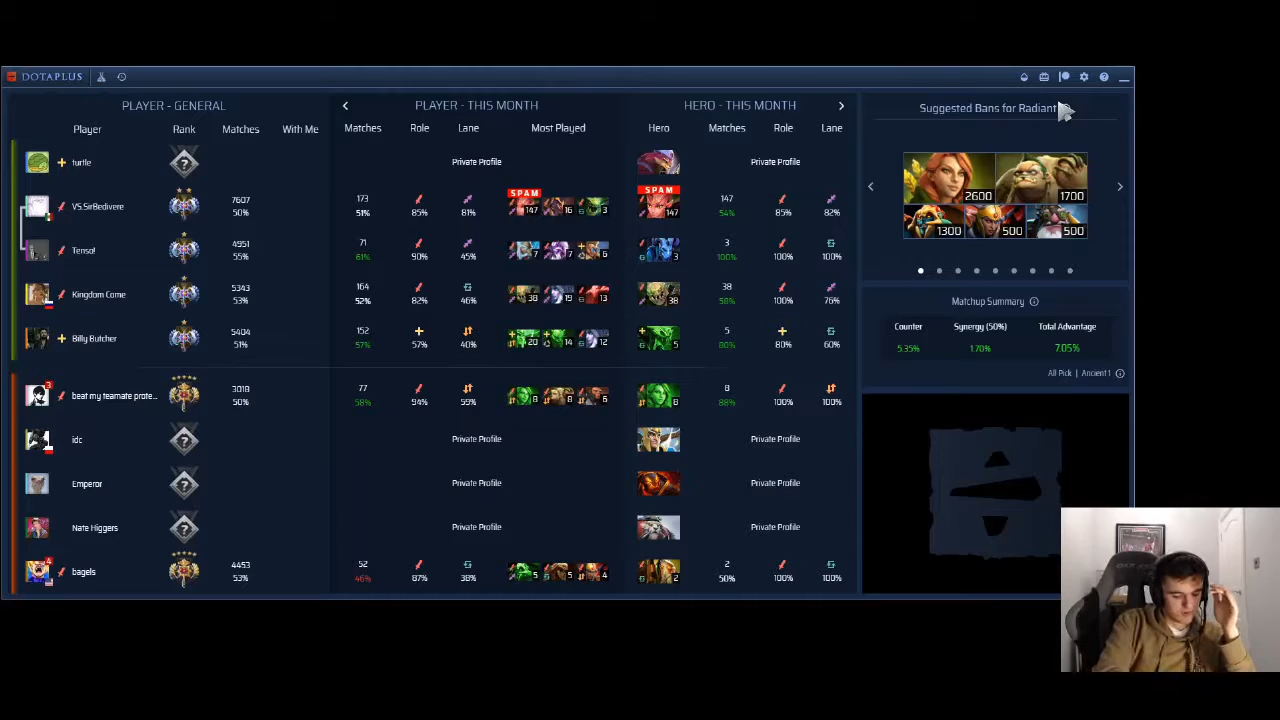 DOTAPLUS
PLAYER - GENERAL
PLAYER - THIS MONTH
HERO - THIS MONTH
Suggested Bans for Radiant
Player Rank Matches With Me
Matches Role Lane Most Played
Hero Matches Role Lane
turtle ? Private Profile Private Profile
VS.SirBedivere 7607 50% 173 51% 85% 81% SPAM 147 16 3 SPAM 147 147 54% 85% 82%
Tenso! 4951 55% 71 61% 90% 45% 7 7 6 3 3 100% 100% 100%
Kingdom Come 5343 53% 164 52% 82% 46% 38 19 13 38 38 58% 100% 76%
Billy Butcher 5404 51% 152 57% 57% 40% 20 14 12 5 5 80% 80% 60%
3 beat my teamate prote... 3018 50% 77 58% 94% 59% 8 8 6 8 8 88% 100% 100%
idc ? Private Profile Private Profile
Emperor ? Private Profile Private Profile
Nate Higgers ? Private Profile Private Profile
4 bagels 4453 53% 52 46% 87% 38% 5 5 4 2 2 50% 100% 100%
2600 1700
1300 500 500
Matchup Summary
Counter Synergy (50%) Total Advantage
5.35% 1.70% 7.05%
All Pick | Ancient 1